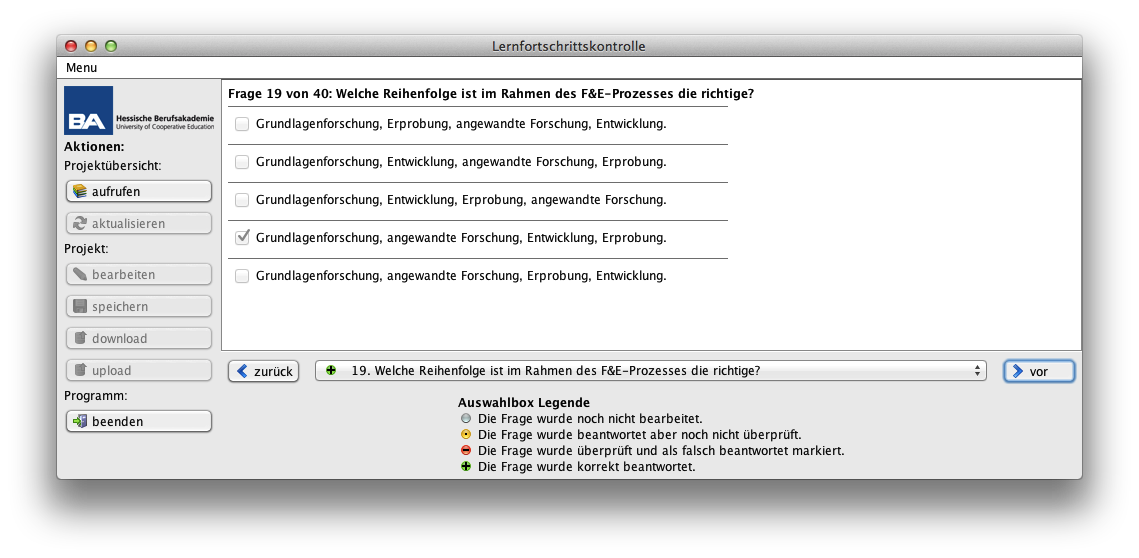 Lernfortschrittskontrolle
Menu
BA Hessische Berufsakademie
University of Cooperative Education
Aktionen:
Projektübersicht:
aufrufen
aktualisieren
Projekt:
bearbeiten
speichern
download
upload
Programm:
beenden
Frage 19 von 40: Welche Reihenfolge ist im Rahmen des F&E-Prozesses die richtige?
Grundlagenforschung, Erprobung, angewandte Forschung, Entwicklung.
Grundlagenforschung, Entwicklung, angewandte Forschung, Erprobung.
Grundlagenforschung, Entwicklung, Erprobung, angewandte Forschung.
Grundlagenforschung, angewandte Forschung, Entwicklung, Erprobung.
Grundlagenforschung, angewandte Forschung, Erprobung, Entwicklung.
zurück
19. Welche Reihenfolge ist im Rahmen des F&E-Prozesses die richtige?
vor
Auswahlbox Legende
Die Frage wurde noch nicht bearbeitet.
Die Frage wurde beantwortet aber noch nicht überprüft.
Die Frage wurde überprüft und als falsch beantwortet markiert.
Die Frage wurde korrekt beantwortet.